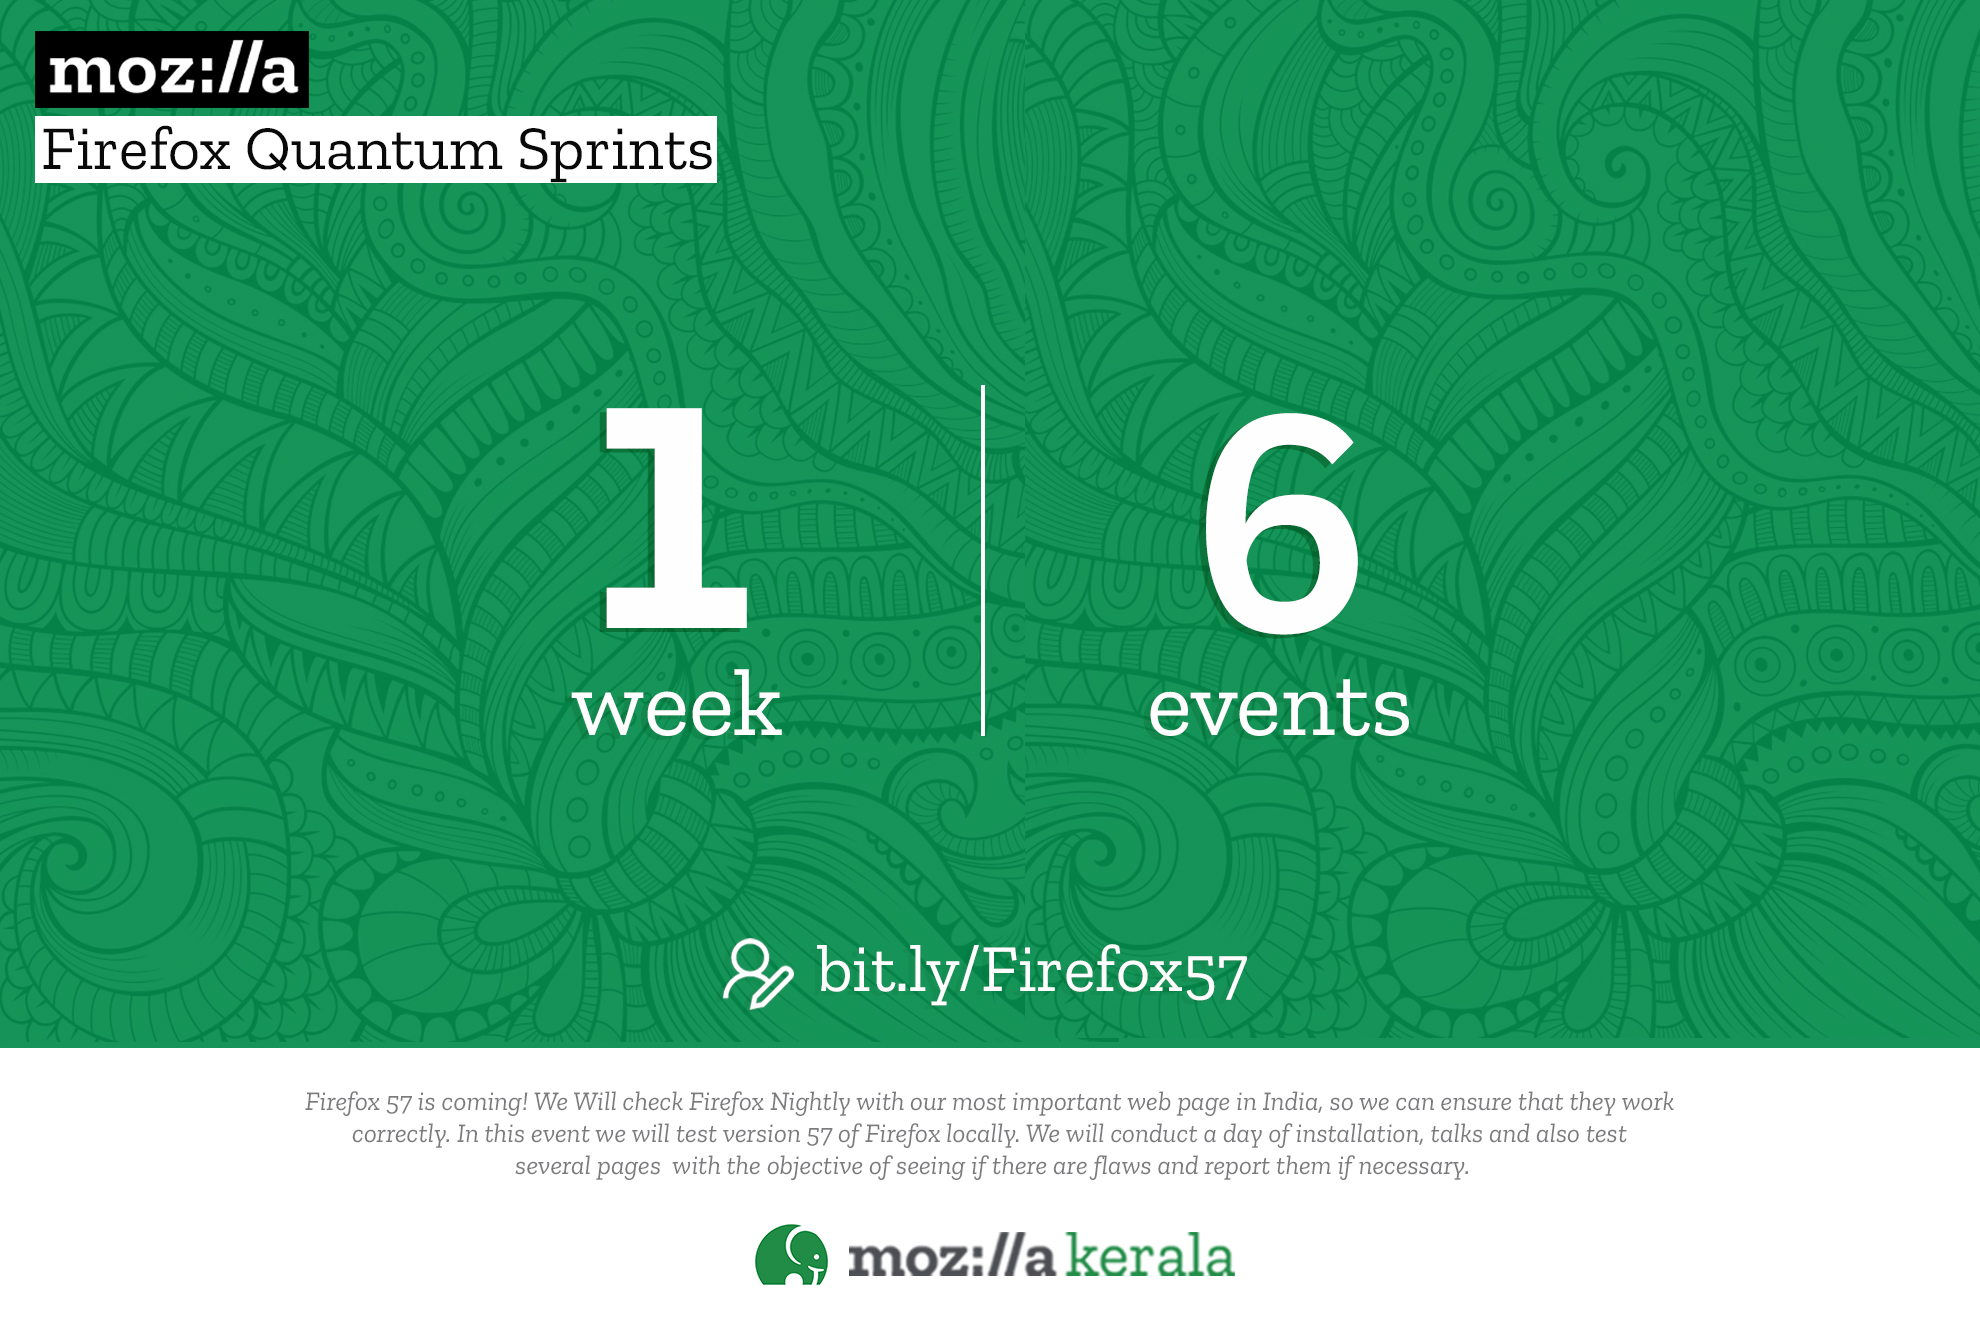 moz://a
Firefox Quantum Sprints
1
week
6
events
bit.ly/Firefox57
Firefox 57 is coming! We Will check Firefox Nightly with our most important web page in India, so we can ensure that they work
correctly. In this event we will test version 57 of Firefox locally. We will conduct a day of installation, talks and also test
several pages  with the objective of seeing if there are flaws and report them if necessary.
moz://a kerala